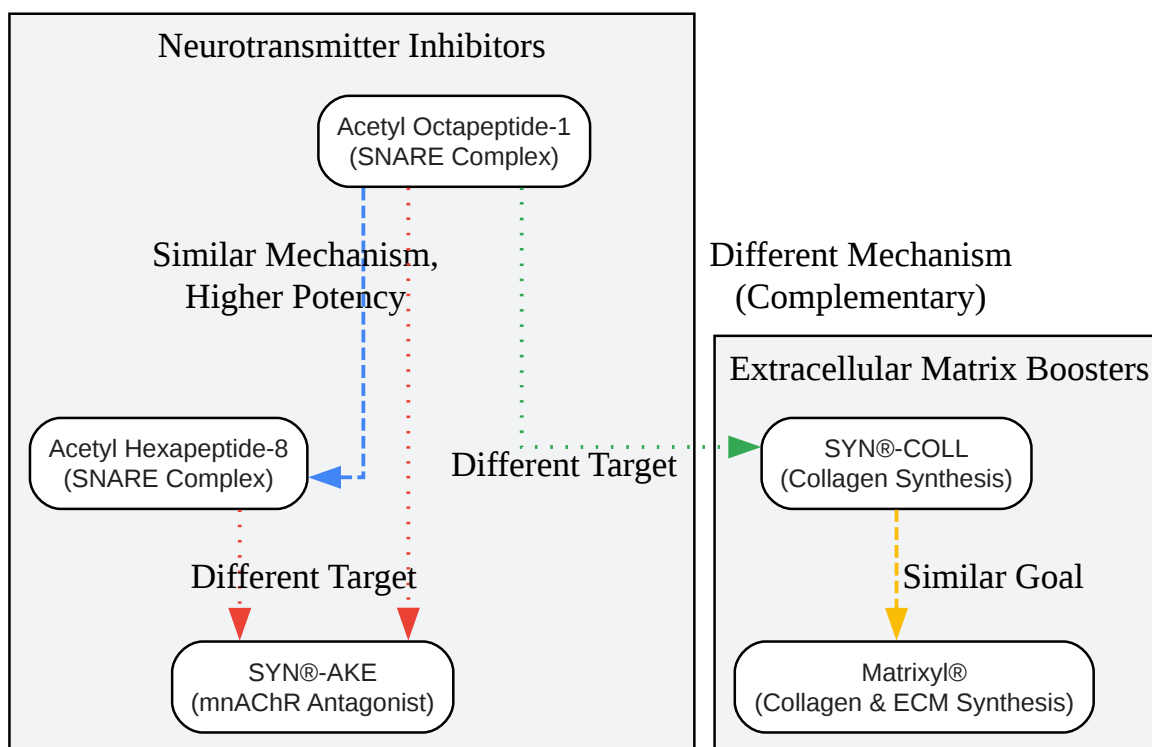 Neurotransmitter Inhibitors
Acetyl Octapeptide-1
(SNARE Complex)
Similar Mechanism,
Higher Potency
Different Mechanism
(Complementary)
Extracellular Matrix Boosters
Acetyl Hexapeptide-8
(SNARE Complex)
Different Target
SYN®-COLL
(Collagen Synthesis)
Different Target
Similar Goal
SYN®-AKE
(mnAChR Antagonist)
Matrixyl®
(Collagen & ECM Synthesis)